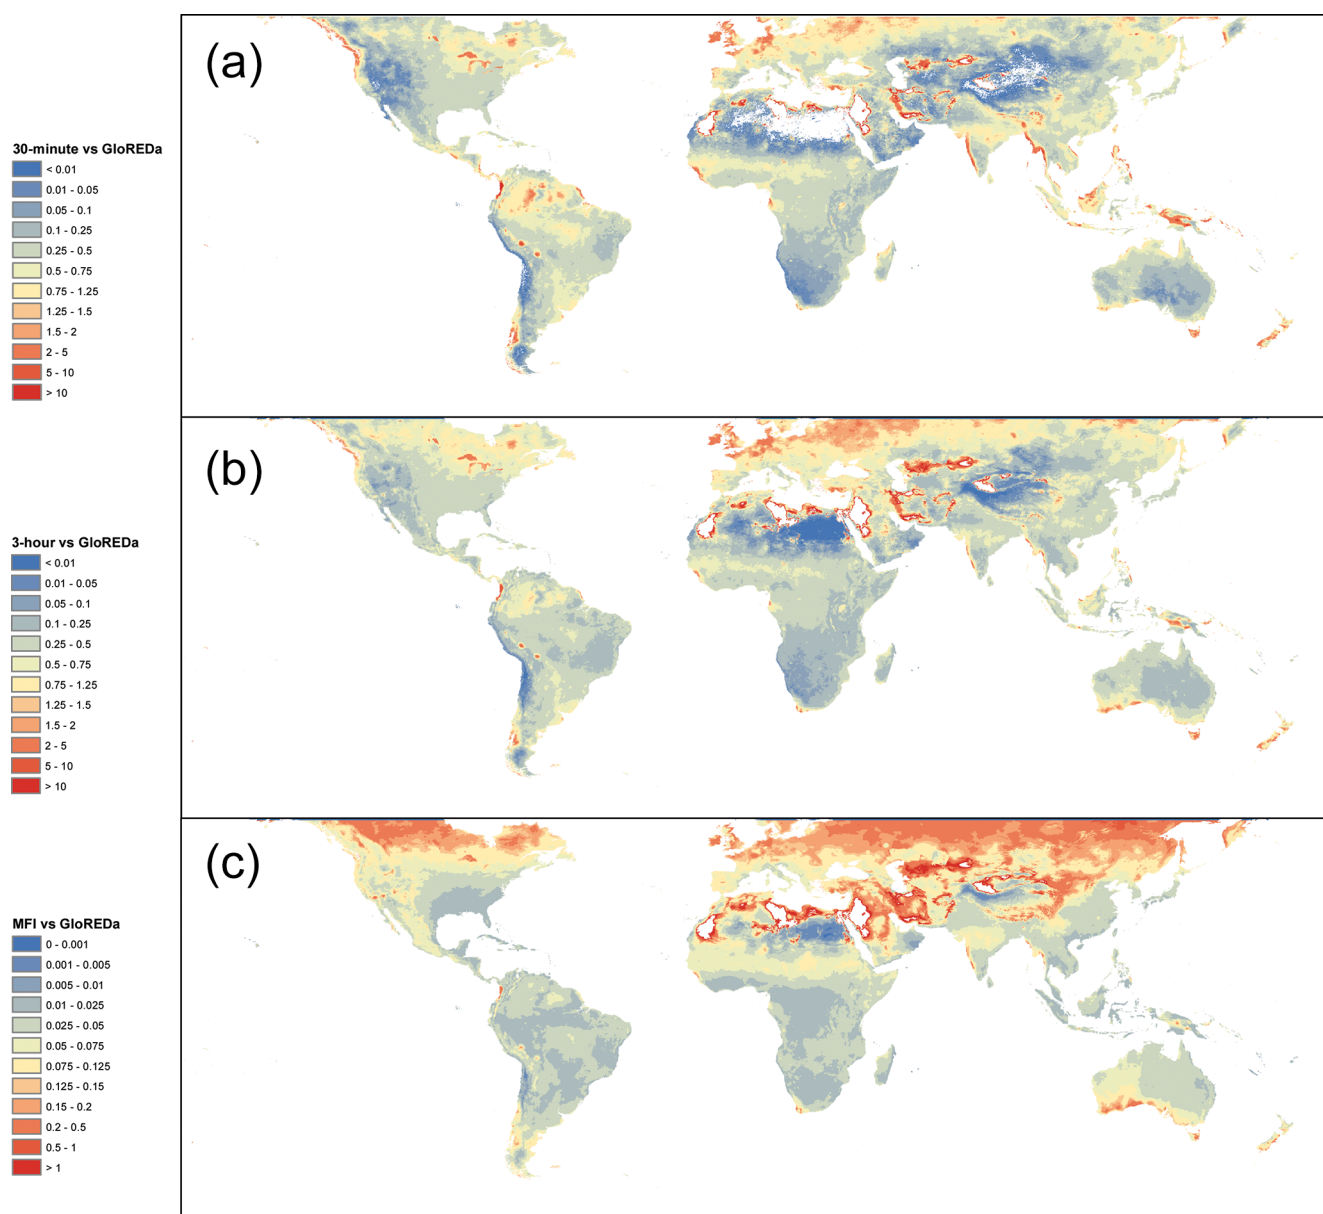 (a)
30-minute vs GloREDa
< 0.01
0.01 - 0.05
0.05 - 0.1
0.1 - 0.25
0.25 - 0.5
0.5 - 0.75
0.75 - 1.25
1.25 - 1.5
1.5 - 2
2 - 5
5 - 10
> 10
(b)
3-hour vs GloREDa
< 0.01
0.01 - 0.05
0.05 - 0.1
0.1 - 0.25
0.25 - 0.5
0.5 - 0.75
0.75 - 1.25
1.25 - 1.5
1.5 - 2
2 - 5
5 - 10
> 10
(c)
MFI vs GloREDa
0 - 0.001
0.001 - 0.005
0.005 - 0.01
0.01 - 0.025
0.025 - 0.05
0.05 - 0.075
0.075 - 0.125
0.125 - 0.15
0.15 - 0.2
0.2 - 0.5
0.5 - 1
> 1